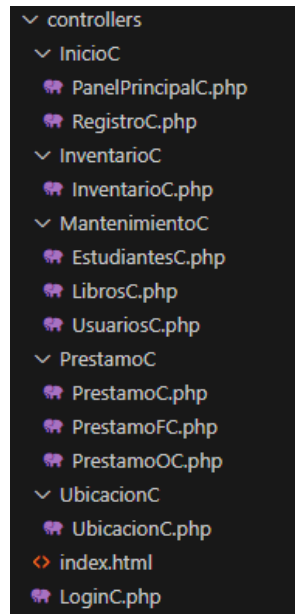 controllers
InicioC
PanelPrincipalC.php
RegistroC.php
InventarioC
InventarioC.php
MantenimientoC
EstudiantesC.php
LibrosC.php
UsuariosC.php
PrestamoC
PrestamoC.php
PrestamoFC.php
PrestamoOC.php
UbicacionC
UbicacionC.php
index.html
LoginC.php